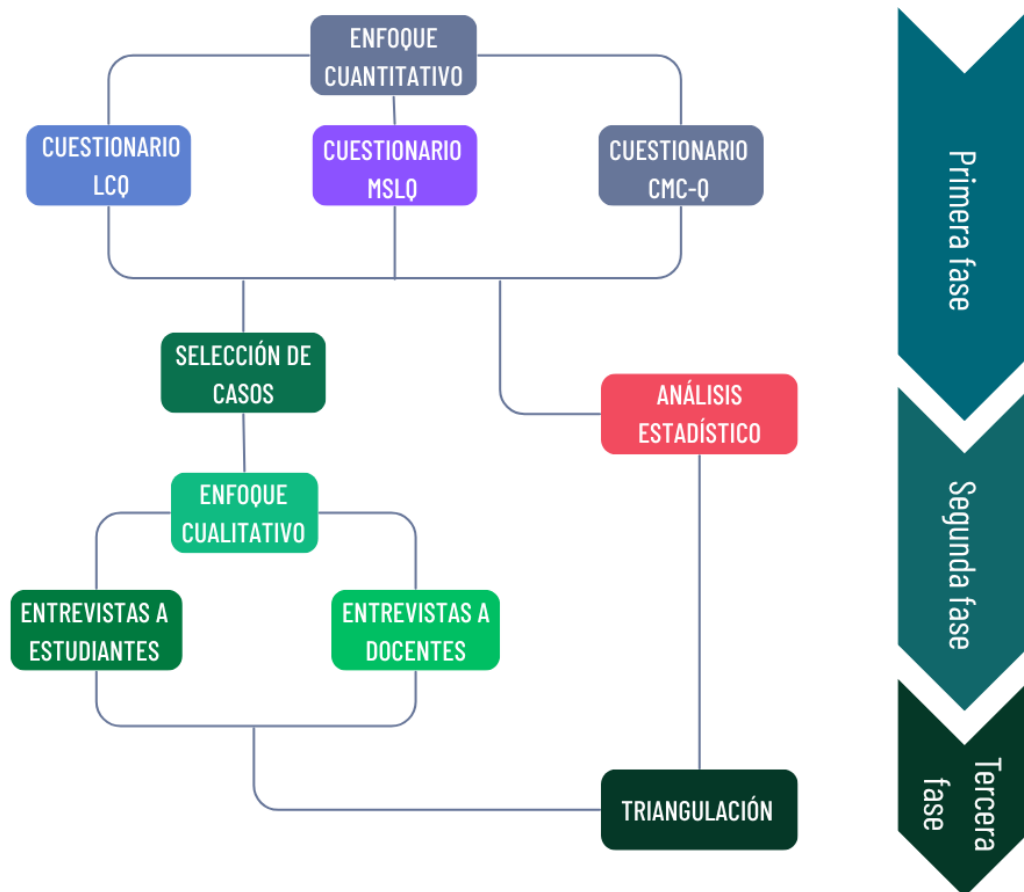 ENFOQUE
CUANTITATIVO
CUESTIONARIO
LCQ
CUESTIONARIO
MSLQ
CUESTIONARIO
CMC-Q
Primera fase
SELECCIÓN DE
CASOS
ANÁLISIS
ESTADÍSTICO
ENFOQUE
CUALITATIVO
Segunda fase
ENTREVISTAS A
ESTUDIANTES
ENTREVISTAS A
DOCENTES
TRIANGULACIÓN
Tercera
fase